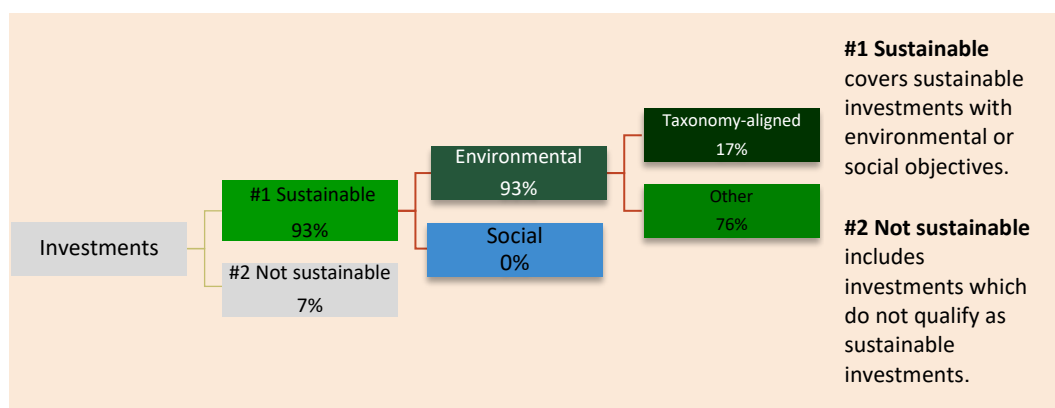 Investments
#1 Sustainable
93%
#2 Not sustainable
7%
Environmental
93%
Social
0%
Taxonomy-aligned
17%
Other
76%
#1 Sustainable
covers sustainable
investments with
environmental or
social objectives.
#2 Not sustainable
includes
investments which
do not qualify as
sustainable
investments.